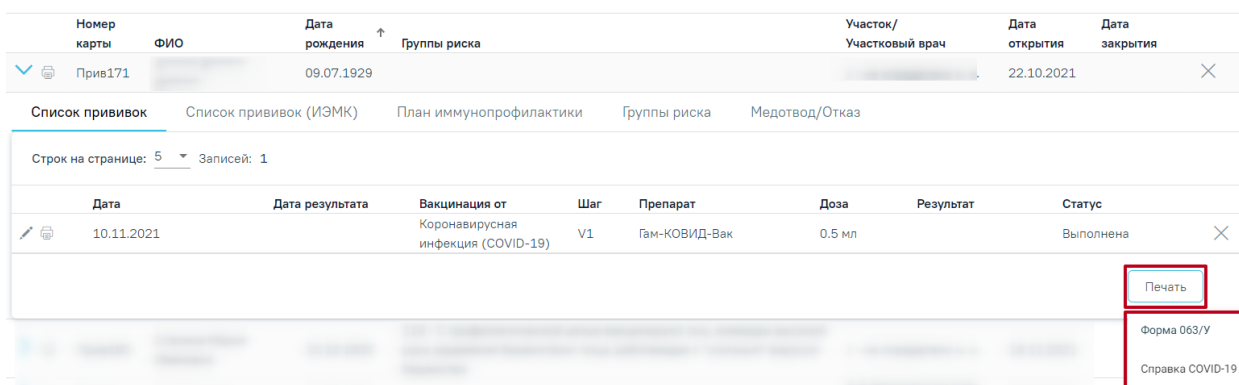 Номер карты ФИО Дата рождения ↑ Группы риска Участок/ Участковый врач Дата открытия Дата закрытия
Прив171 09.07.1929 22.10.2021
Список прививок Список прививок (ИЭМК) План иммунопрофилактики Группы риска Медотвод/Отказ
Строк на странице: 5 Записей: 1
Дата Дата результата Вакцинация от Шаг Препарат Доза Результат Статус
10.11.2021 Коронавирусная инфекция (COVID-19) V1 Гам-КОВИД-Вак 0.5 мл Выполнена
Печать
Форма 063/У
Справка COVID-19